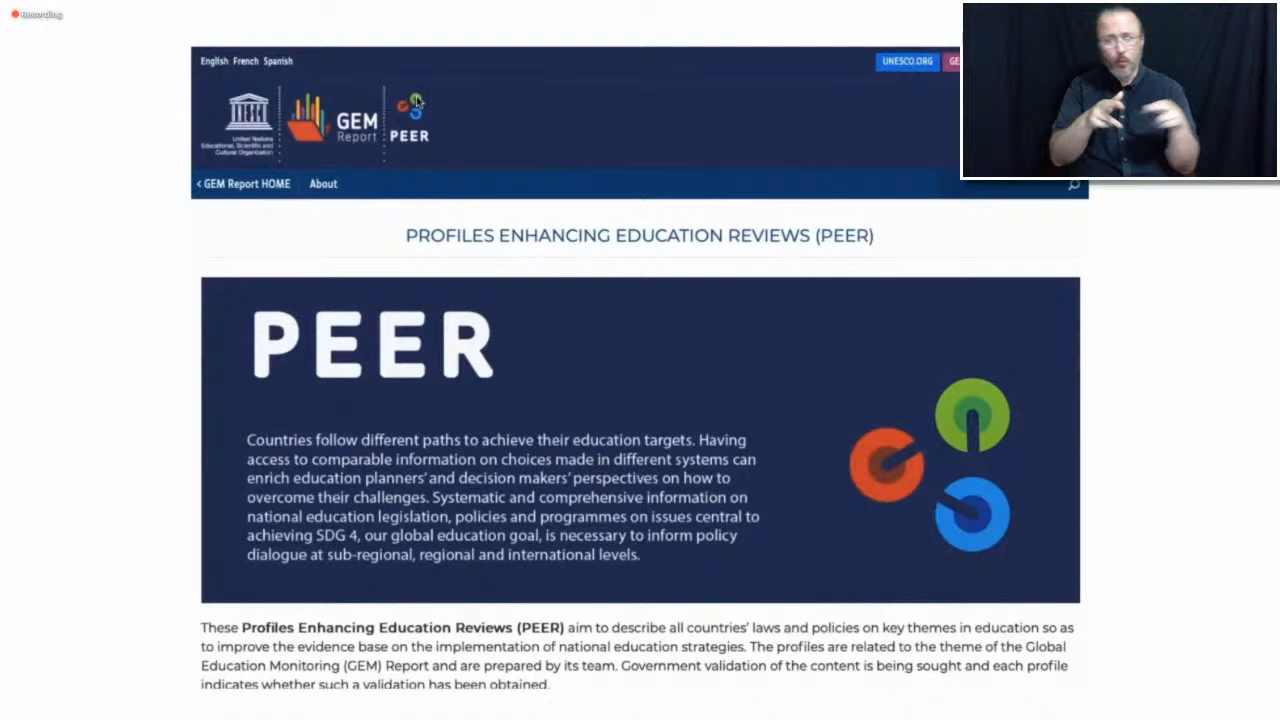 Recording
English French Spanish
UNESCO.ORG
GE
GEM
Report
PEER
United Nations
Educational, Scientific and
Cultural Organization
< GEM Report HOME
About
PROFILES ENHANCING EDUCATION REVIEWS (PEER)
PEER
Countries follow different paths to achieve their education targets. Having
access to comparable information on choices made in different systems can
enrich education planners' and decision makers' perspectives on how to
overcome their challenges. Systematic and comprehensive information on
national education legislation, policies and programmes on issues central to
achieving SDG 4, our global education goal, is necessary to inform policy
dialogue at sub-regional, regional and international levels.
These Profiles Enhancing Education Reviews (PEER) aim to describe all countries' laws and policies on key themes in education so as
to improve the evidence base on the implementation of national education strategies. The profiles are related to the theme of the Global
Education Monitoring (GEM) Report and are prepared by its team. Government validation of the content is being sought and each profile
indicates whether such a validation has been obtained.